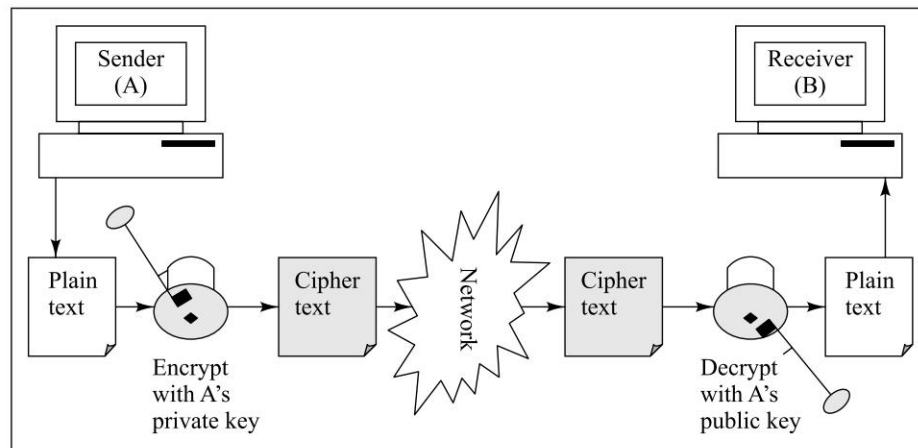 Sender
(A)
Receiver
(B)
Plain
text
Cipher
text
Network
Cipher
text
Plain
text
Encrypt
with A's
private key
Decrypt
with A's
public key